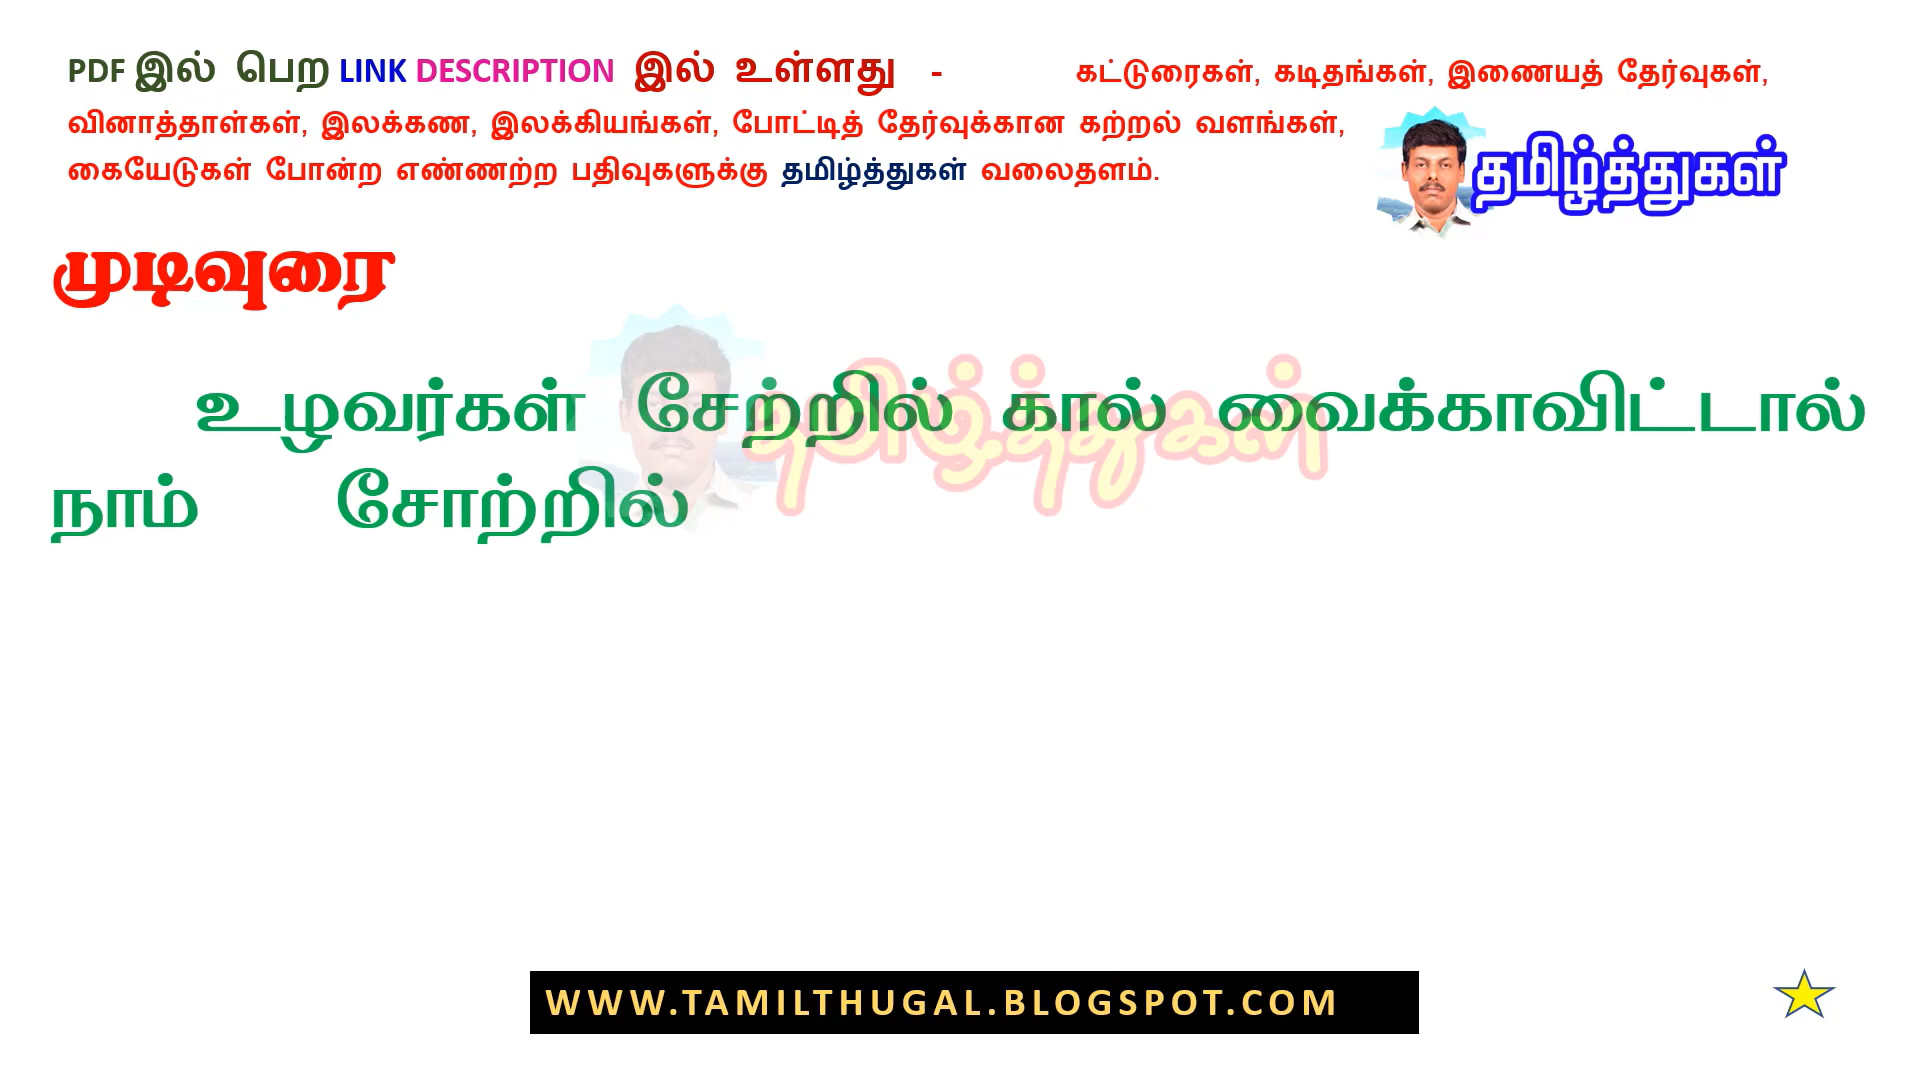 PDF இல் பெற LINK DESCRIPTION இல் உள்ளது - கட்டுரைகள், கடிதங்கள், இணையத் தேர்வுகள்,
வினாத்தாள்கள், இலக்கண, இலக்கியங்கள், போட்டித் தேர்வுக்கான கற்றல் வளங்கள்,
கையேடுகள் போன்ற எண்ணற்ற பதிவுகளுக்கு தமிழ்த்துகள் வலைதளம்.
தமிழ்த்துகள்
முடிவுரை
தமிழ்த்துகள்
உழவர்கள் சேற்றில் கால் வைக்காவிட்டால்
நாம் சோற்றில்
WWW.TAMILTHUGAL.BLOGSPOT.COM